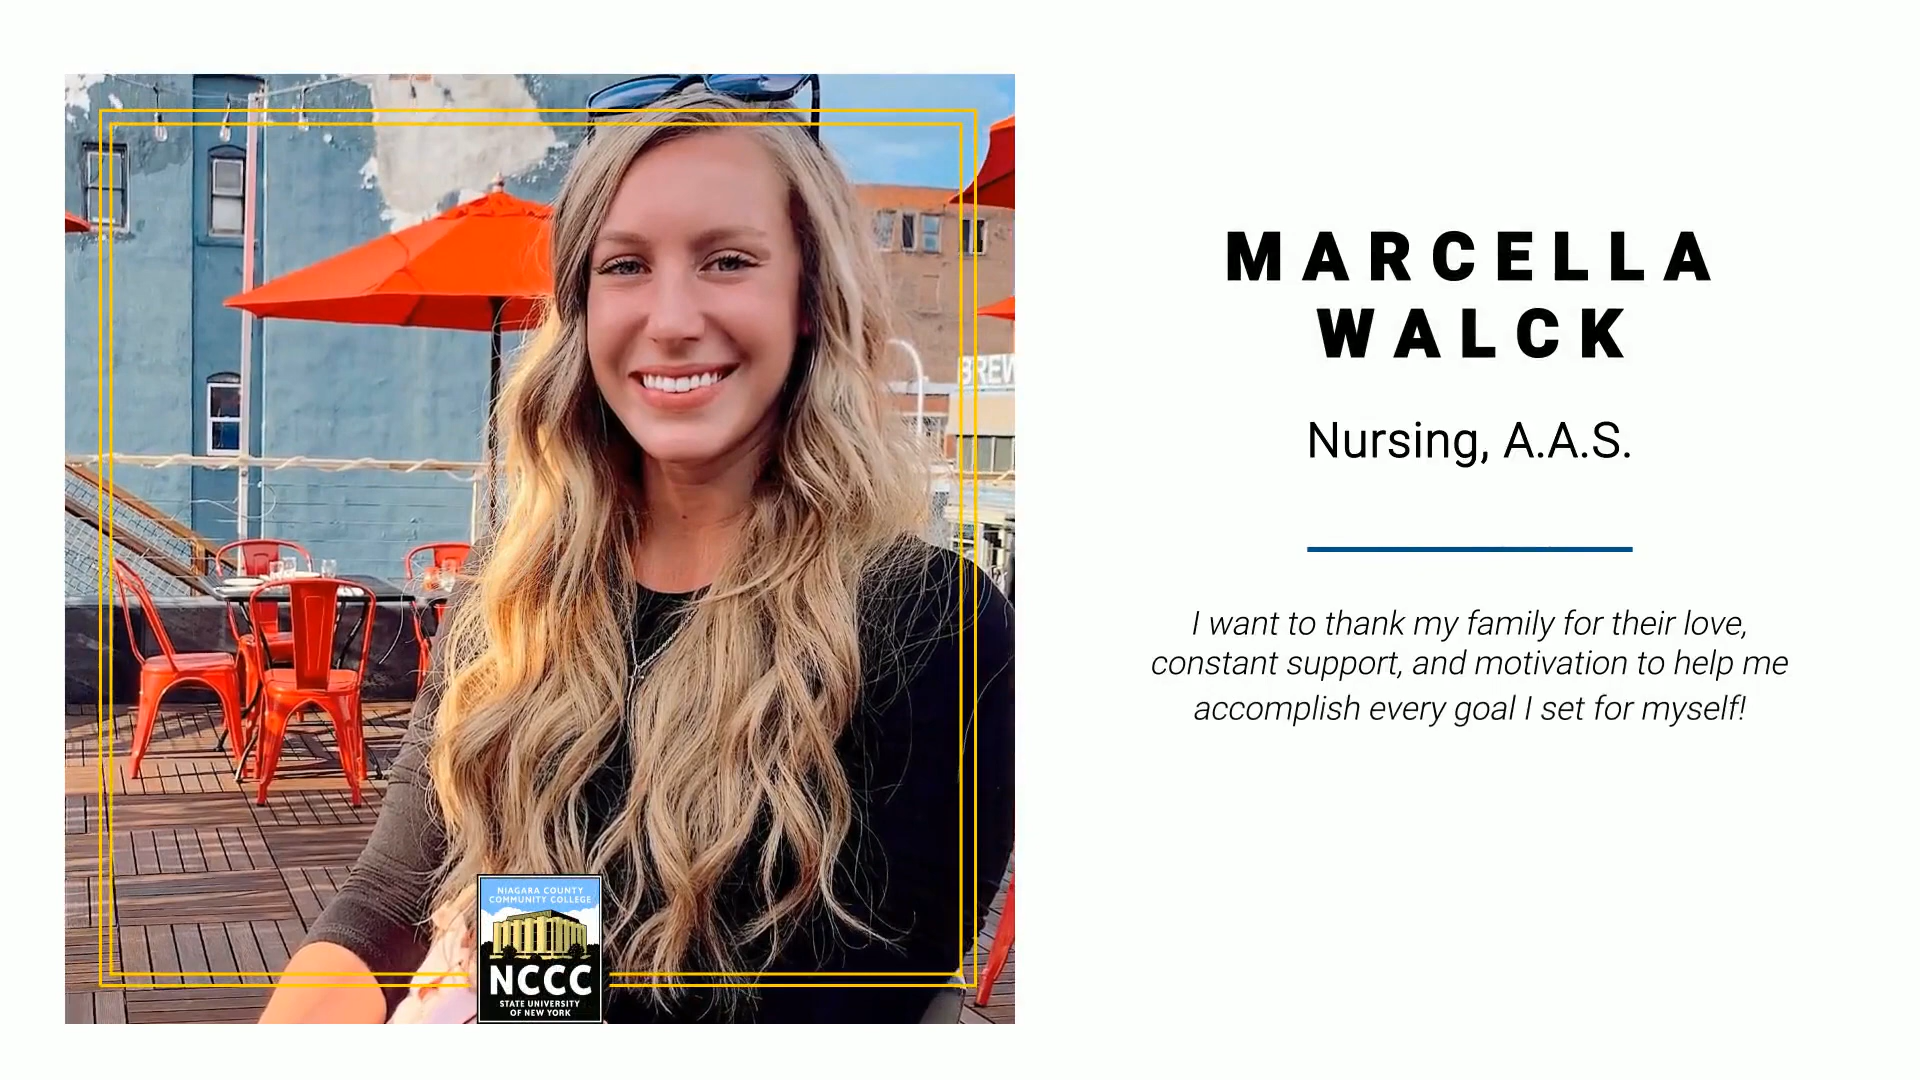 MARCELLA
WALCK
Nursing, A.A.S.
I want to thank my family for their love,
constant support, and motivation to help me
accomplish every goal I set for myself!
BREW
NIAGARA COUNTY
COMMUNITY COLLEGE
NCCC
STATE UNIVERSITY
OF NEW YORK